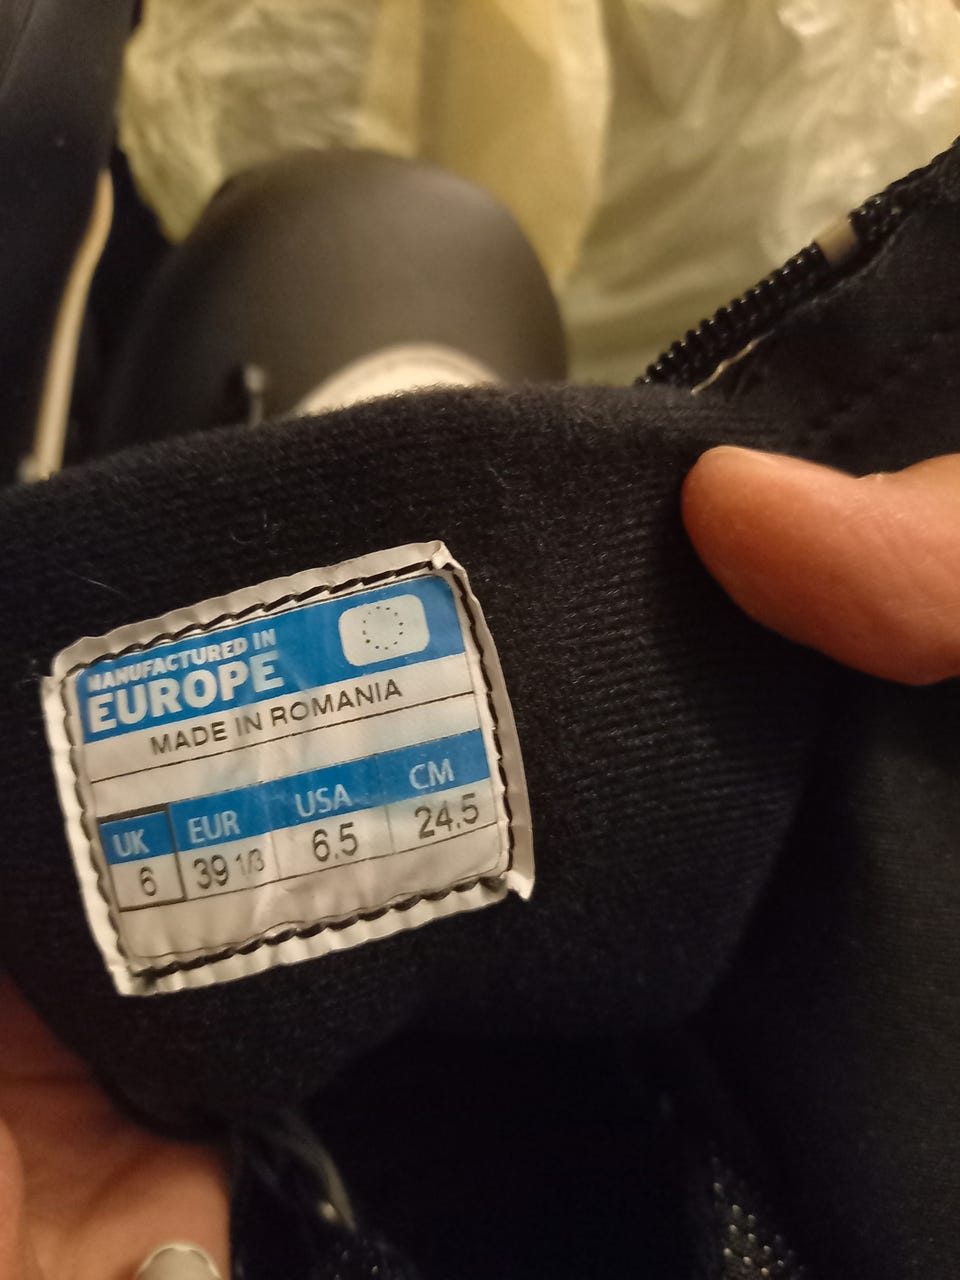 MANUFACTURED IN
EUROPE
MADE IN ROMANIA
UK EUR USA CM
6 39 1/3 6.5 24.5